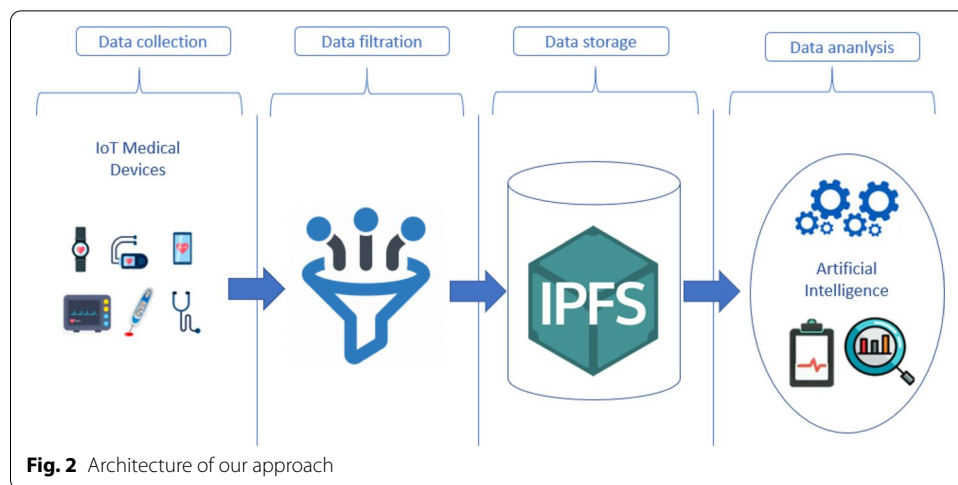 Data collection
Data filtration
Data storage
Data ananlysis
IoT Medical
Devices
IPFS
Artificial
Intelligence
Fig. 2 Architecture of our approach